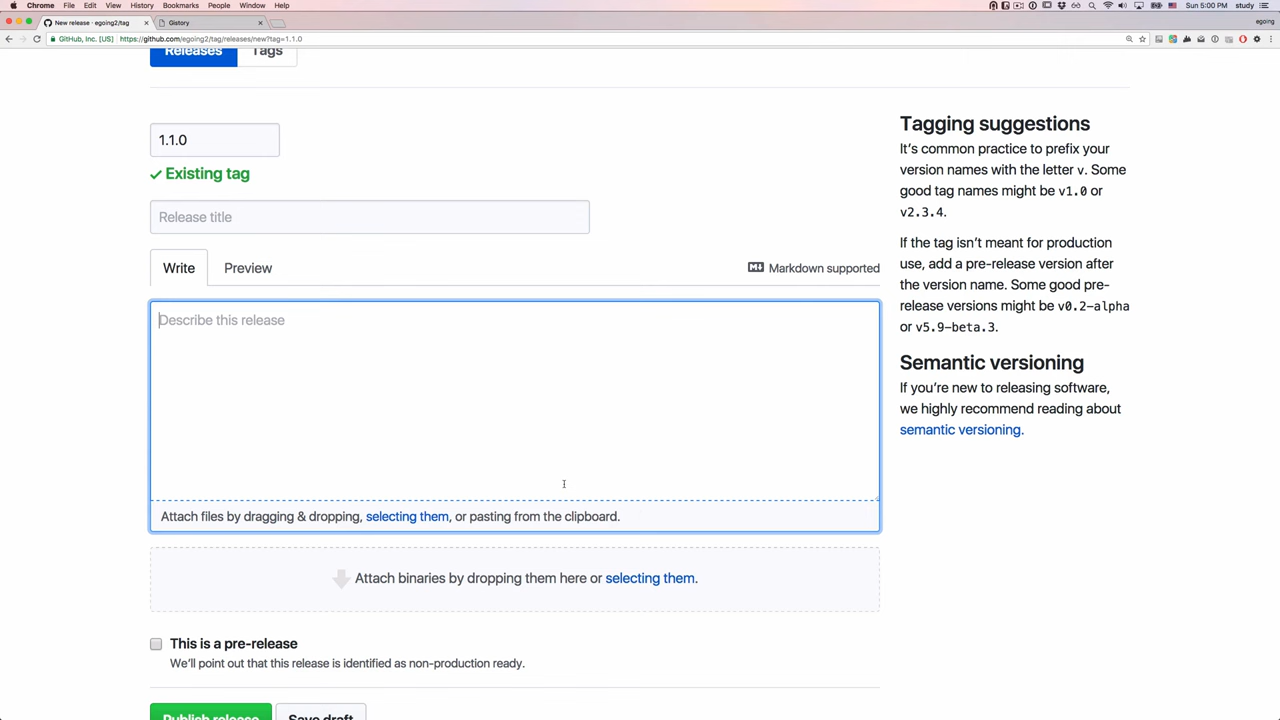 Chrome File Edit View History Bookmarks People Window Help Sun 5:00 PM study
New release · egoing2/tag Gistory egoing
GitHub, Inc. [US] https://github.com/egoing2/tag/releases/new?tag=1.1.0
Releases Tags
1.1.0
Existing tag
Release title
Write Preview Markdown supported
Describe this release
Attach files by dragging & dropping, selecting them, or pasting from the clipboard.
Attach binaries by dropping them here or selecting them.
This is a pre-release
We’ll point out that this release is identified as non-production ready.
Publish release Save draft
Tagging suggestions
It’s common practice to prefix your
version names with the letter v. Some
good tag names might be v1.0 or
v2.3.4.
If the tag isn’t meant for production
use, add a pre-release version after
the version name. Some good pre-
release versions might be v0.2-alpha
or v5.9-beta.3.
Semantic versioning
If you’re new to releasing software,
we highly recommend reading about
semantic versioning.